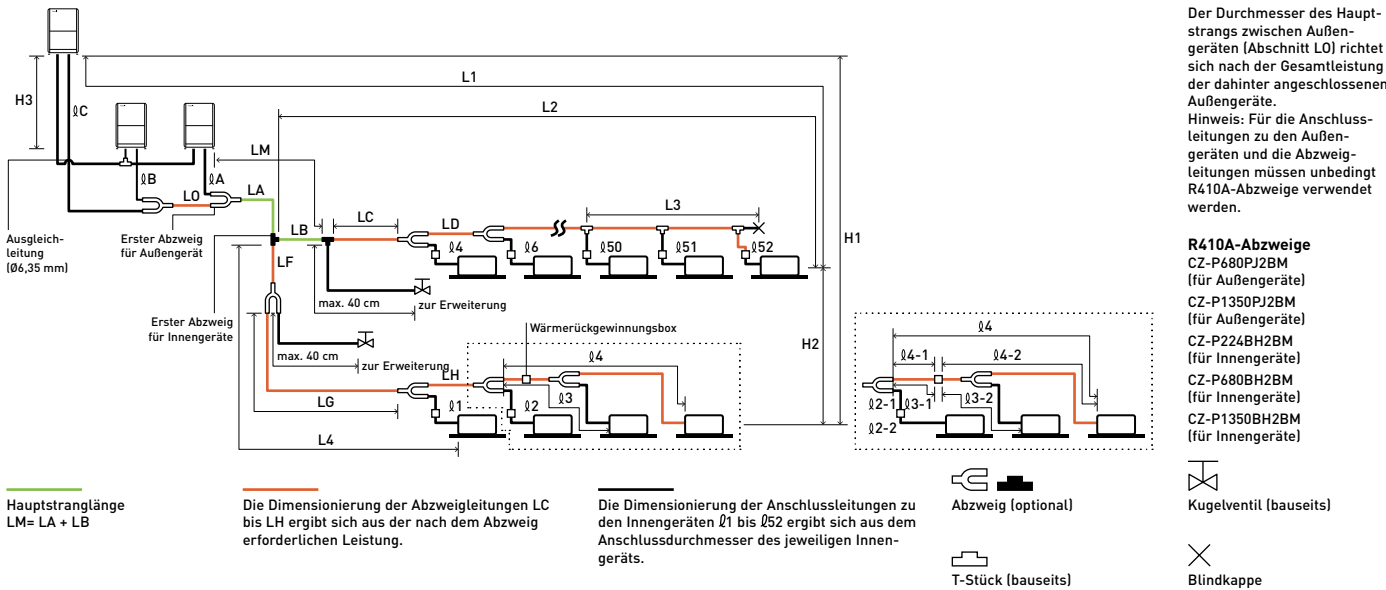 L1
H3
L2
ℓC
LM
ℓB
ℓA
LO
LA
LC
L3
LB
LD
H1
Ausgleich-
leitung
(Ø6,35 mm)
Erster Abzweig
für Außengerät
ℓ4
ℓ6
ℓ50
ℓ51
ℓ52
LF
max. 40 cm
zur Erweiterung
Erster Abzweig
für Innengeräte
Wärmerückgewinnungsbox
max. 40 cm
zur Erweiterung
H2
LH
ℓ4
LG
ℓ1
ℓ2
ℓ3
L4
ℓ4
ℓ4-1
ℓ4-2
ℓ2-1
ℓ3-1
ℓ3-2
ℓ2-2
Hauptstranglänge
LM= LA + LB
Die Dimensionierung der Abzweigleitungen LC
bis LH ergibt sich aus der nach dem Abzweig
erforderlichen Leistung.
Die Dimensionierung der Anschlussleitungen zu
den Innengeräten ℓ1 bis ℓ52 ergibt sich aus dem
Anschlussdurchmesser des jeweiligen Innen-
geräts.
Abzweig (optional)
T-Stück (bauseits)
Der Durchmesser des Haupt-
strangs zwischen Außen-
geräten (Abschnitt LO) richtet
sich nach der Gesamtleistung
der dahinter angeschlossenen
Außengeräte.
Hinweis: Für die Anschluss-
leitungen zu den Außen-
geräten und die Abzweig-
leitungen müssen unbedingt
R410A-Abzweige verwendet
werden.
R410A-Abzweige
CZ-P680PJ2BM
(für Außengeräte)
CZ-P1350PJ2BM
(für Außengeräte)
CZ-P224BH2BM
(für Innengeräte)
CZ-P680BH2BM
(für Innengeräte)
CZ-P1350BH2BM
(für Innengeräte)
Kugelventil (bauseits)
Blindkappe